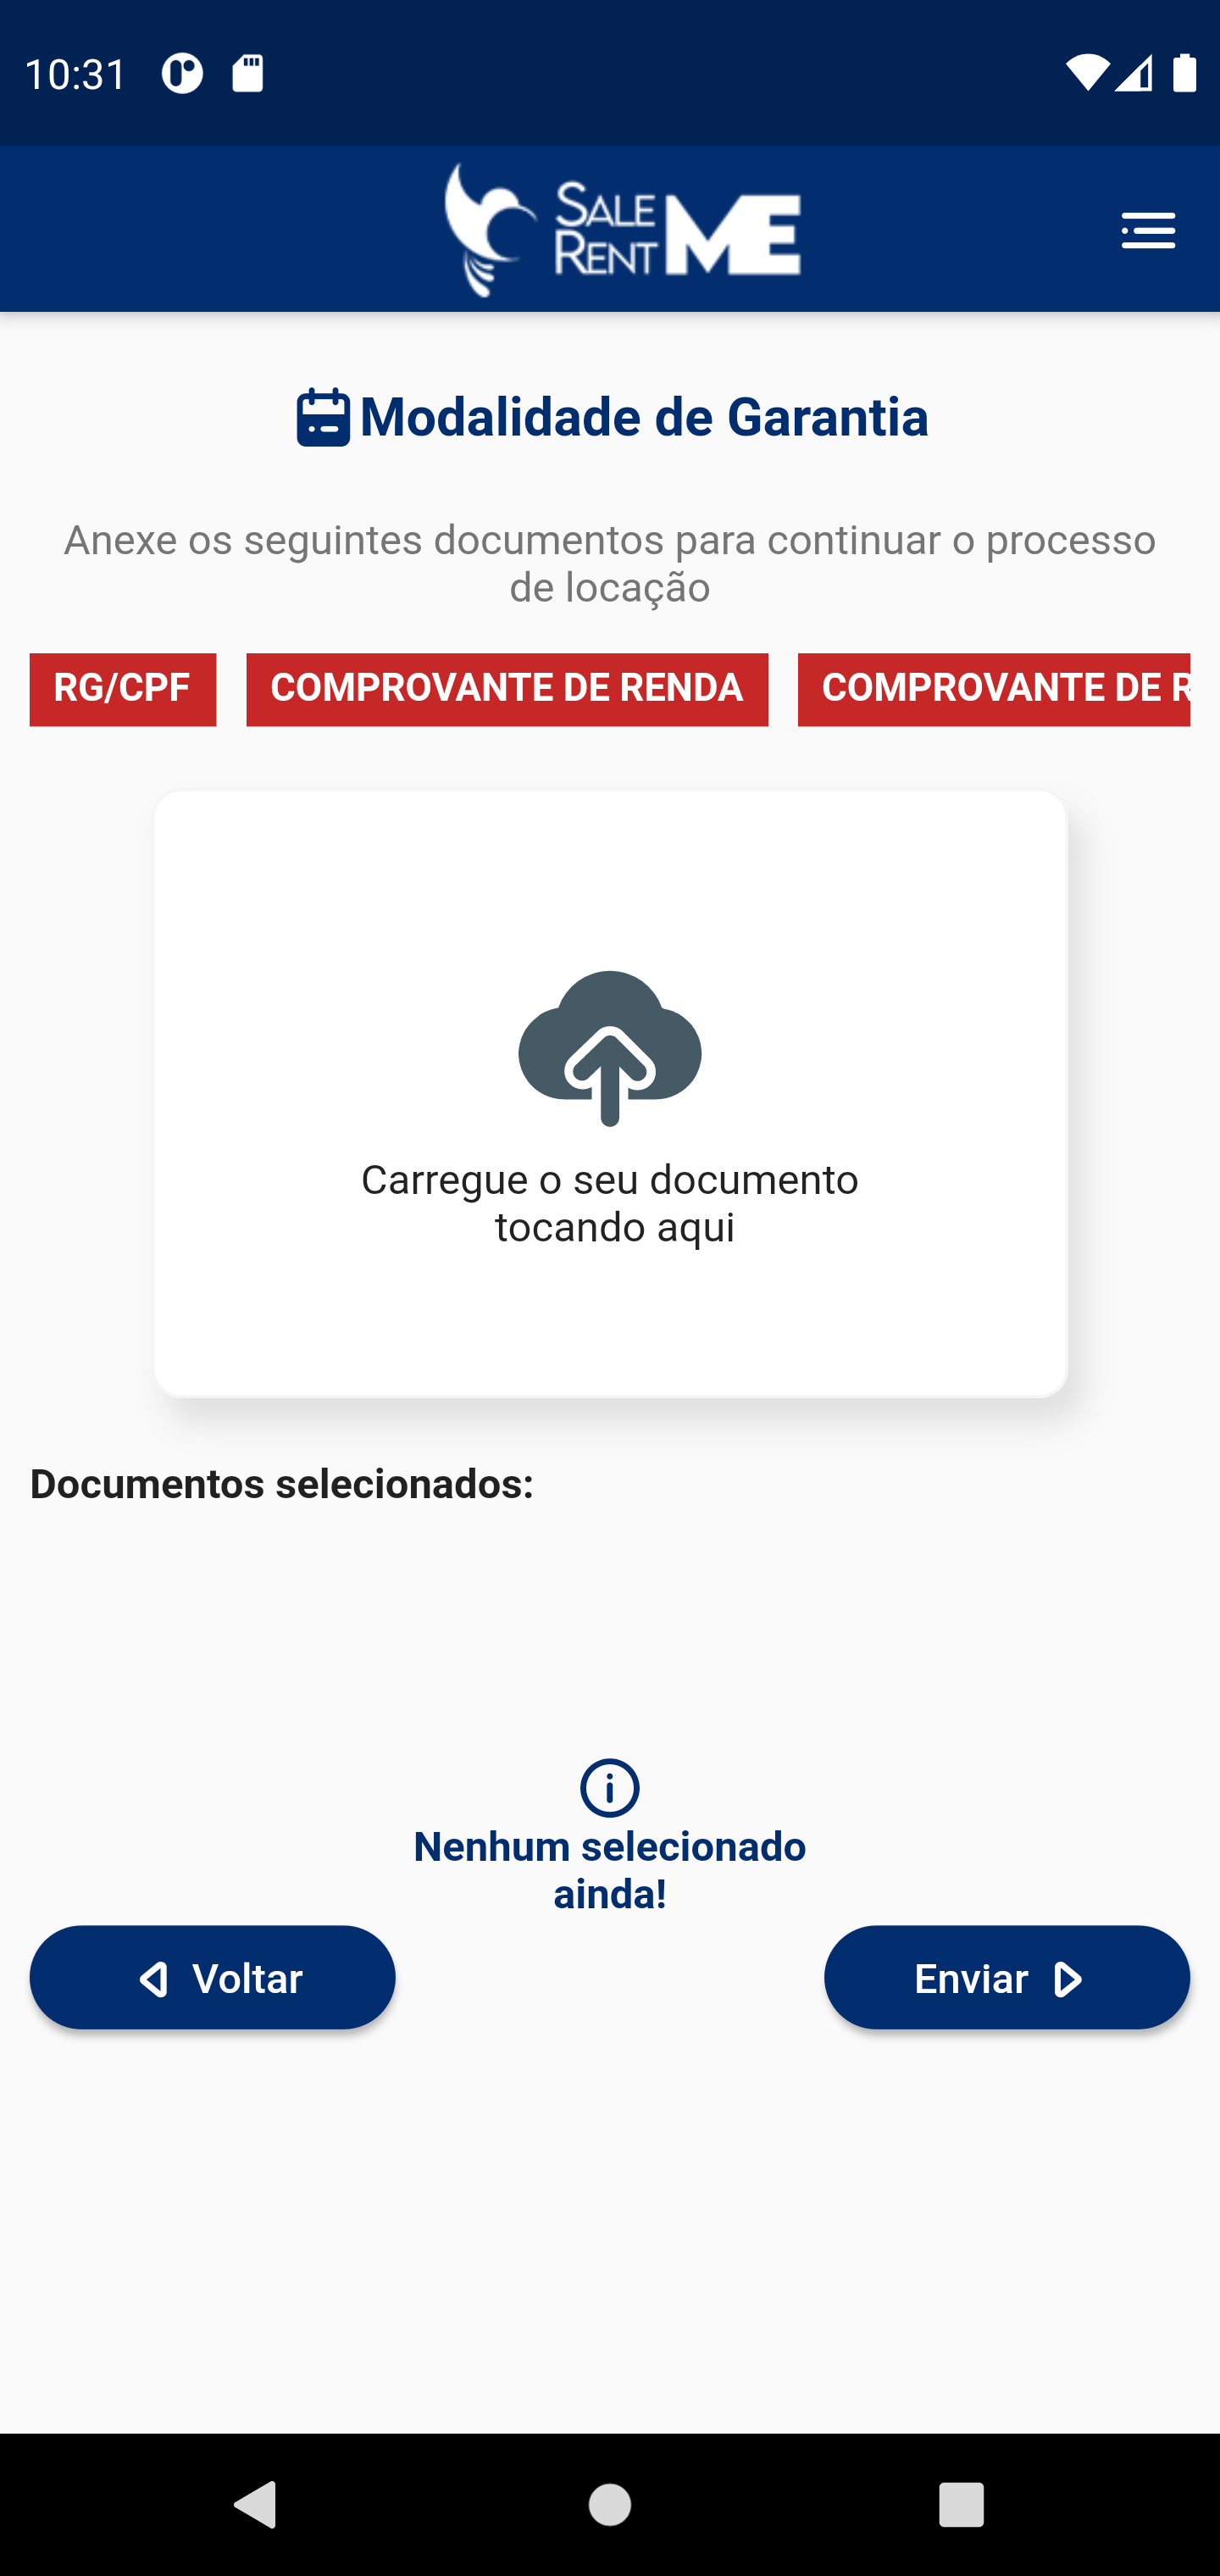 10:31
SALE RENT ME
Modalidade de Garantia
Anexe os seguintes documentos para continuar o processo
de locação
RG/CPF
COMPROVANTE DE RENDA
COMPROVANTE DE R
Carregue o seu documento
tocando aqui
Documentos selecionados:
Nenhum selecionado
ainda!
Voltar
Enviar